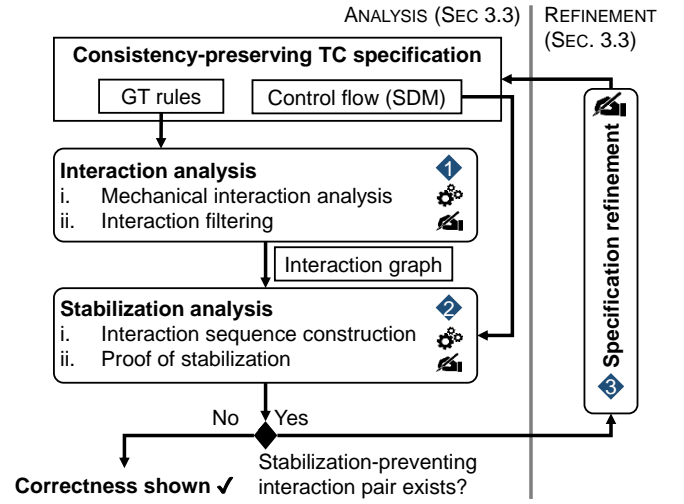 ANALYSIS (SEC 3.3)
REFINEMENT
(SEC. 3.3)
Consistency-preserving TC specification
GT rules
Control flow (SDM)
Interaction analysis
1
i. Mechanical interaction analysis
ii. Interaction filtering
Interaction graph
Stabilization analysis
2
i. Interaction sequence construction
ii. Proof of stabilization
No
Yes
Stabilization-preventing
interaction pair exists?
Correctness shown ✓
3 Specification refinement